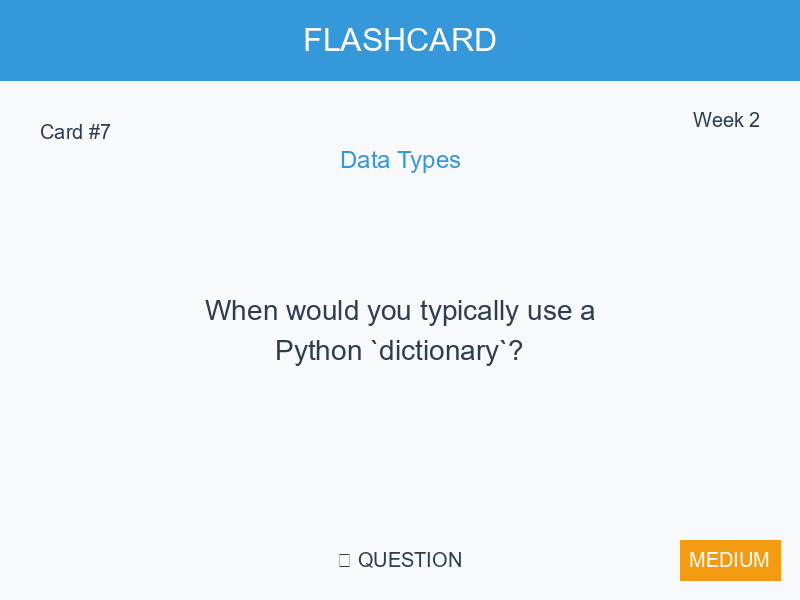 FLASHCARD
Card #7
Week 2
Data Types
When would you typically use a
Python `dictionary`?
QUESTION
MEDIUM